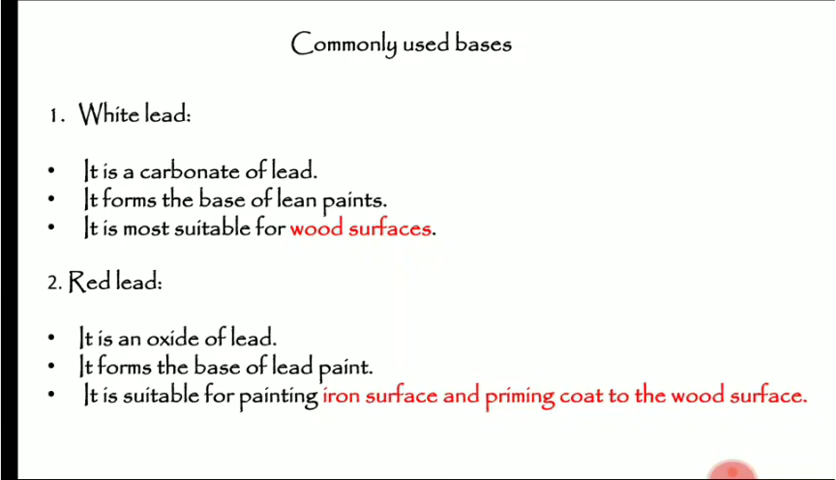 Commonly used bases
1. White lead:
• It is a carbonate of lead.
• It forms the base of lean paints.
• It is most suitable for wood surfaces.
2. Red lead:
• It is an oxide of lead.
• It forms the base of lead paint.
• It is suitable for painting iron surface and priming coat to the wood surface.